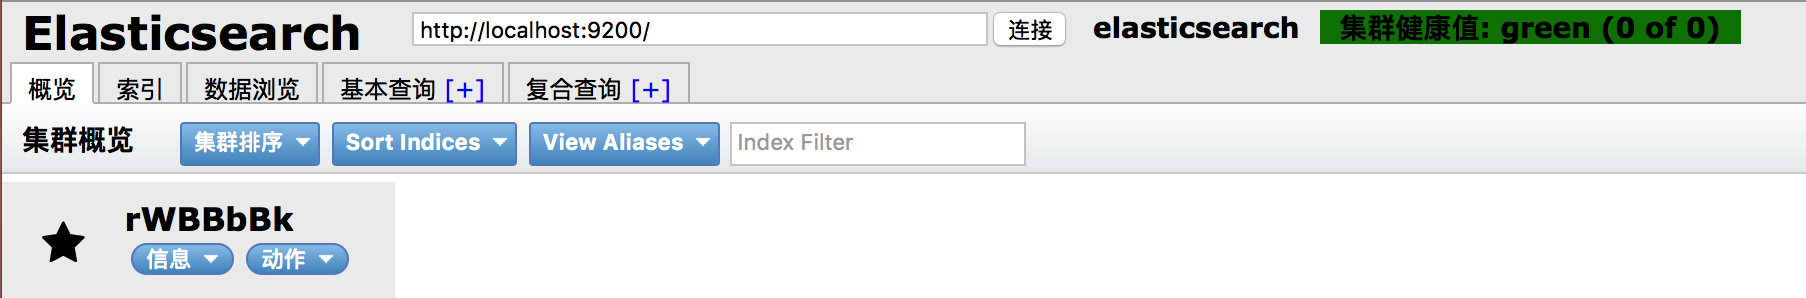 Elasticsearch http://localhost:9200/ 连接 elasticsearch 集群健康值: green (0 of 0)
概览 索引 数据浏览 基本查询 [+] 复合查询 [+]
集群概览 集群排序 Sort Indices View Aliases Index Filter
rWBBbBk
信息 动作